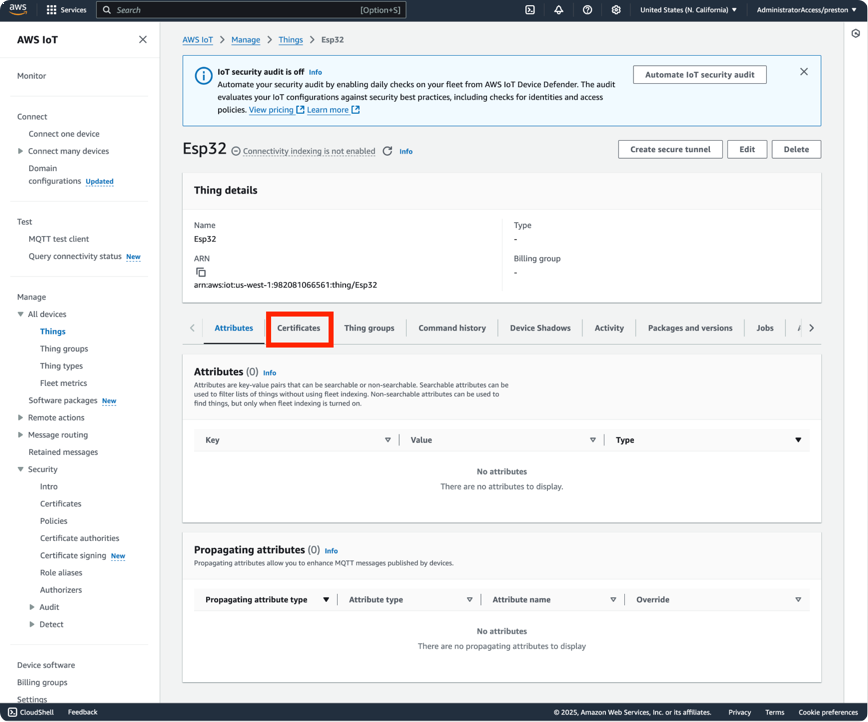 aws
Services
Search
[Option+S]
United States (N. California)
AdministratorAccess/preston
AWS IoT
Monitor
Connect
Connect one device
Connect many devices
Domain
configurations Updated
Test
MQTT test client
Query connectivity status New
Manage
All devices
Things
Thing groups
Thing types
Fleet metrics
Software packages New
Remote actions
Message routing
Retained messages
Security
Intro
Certificates
Policies
Certificate authorities
Certificate signing New
Role aliases
Authorizers
Audit
Detect
Device software
Billing groups
Settings
AWS IoT > Manage > Things > Esp32
IoT security audit is off Info
Automate your security audit by enabling daily checks on your fleet from AWS IoT Device Defender. The audit
evaluates your IoT configurations against security best practices, including checks for identities and access
policies. View pricing Learn more
Automate IoT security audit
Esp32 Connectivity indexing is not enabled Info
Create secure tunnel
Edit
Delete
Thing details
Name
Esp32
ARN
arn:aws:iot:us-west-1:982081066561:thing/Esp32
Type
-
Billing group
-
Attributes
Certificates
Thing groups
Command history
Device Shadows
Activity
Packages and versions
Jobs
Attributes (0) Info
Attributes are key-value pairs that can be searchable or non-searchable. Searchable attributes can be
used to filter lists of things without using fleet indexing. Non-searchable attributes can be used to
find things, but only when fleet indexing is turned on.
Key
Value
Type
No attributes
There are no attributes to display.
Propagating attributes (0) Info
Propagating attributes allow you to enhance MQTT messages published by devices.
Propagating attribute type
Attribute type
Attribute name
Override
No attributes
There are no propagating attributes to display
CloudShell
Feedback
© 2025, Amazon Web Services, Inc. or its affiliates.
Privacy
Terms
Cookie preferences